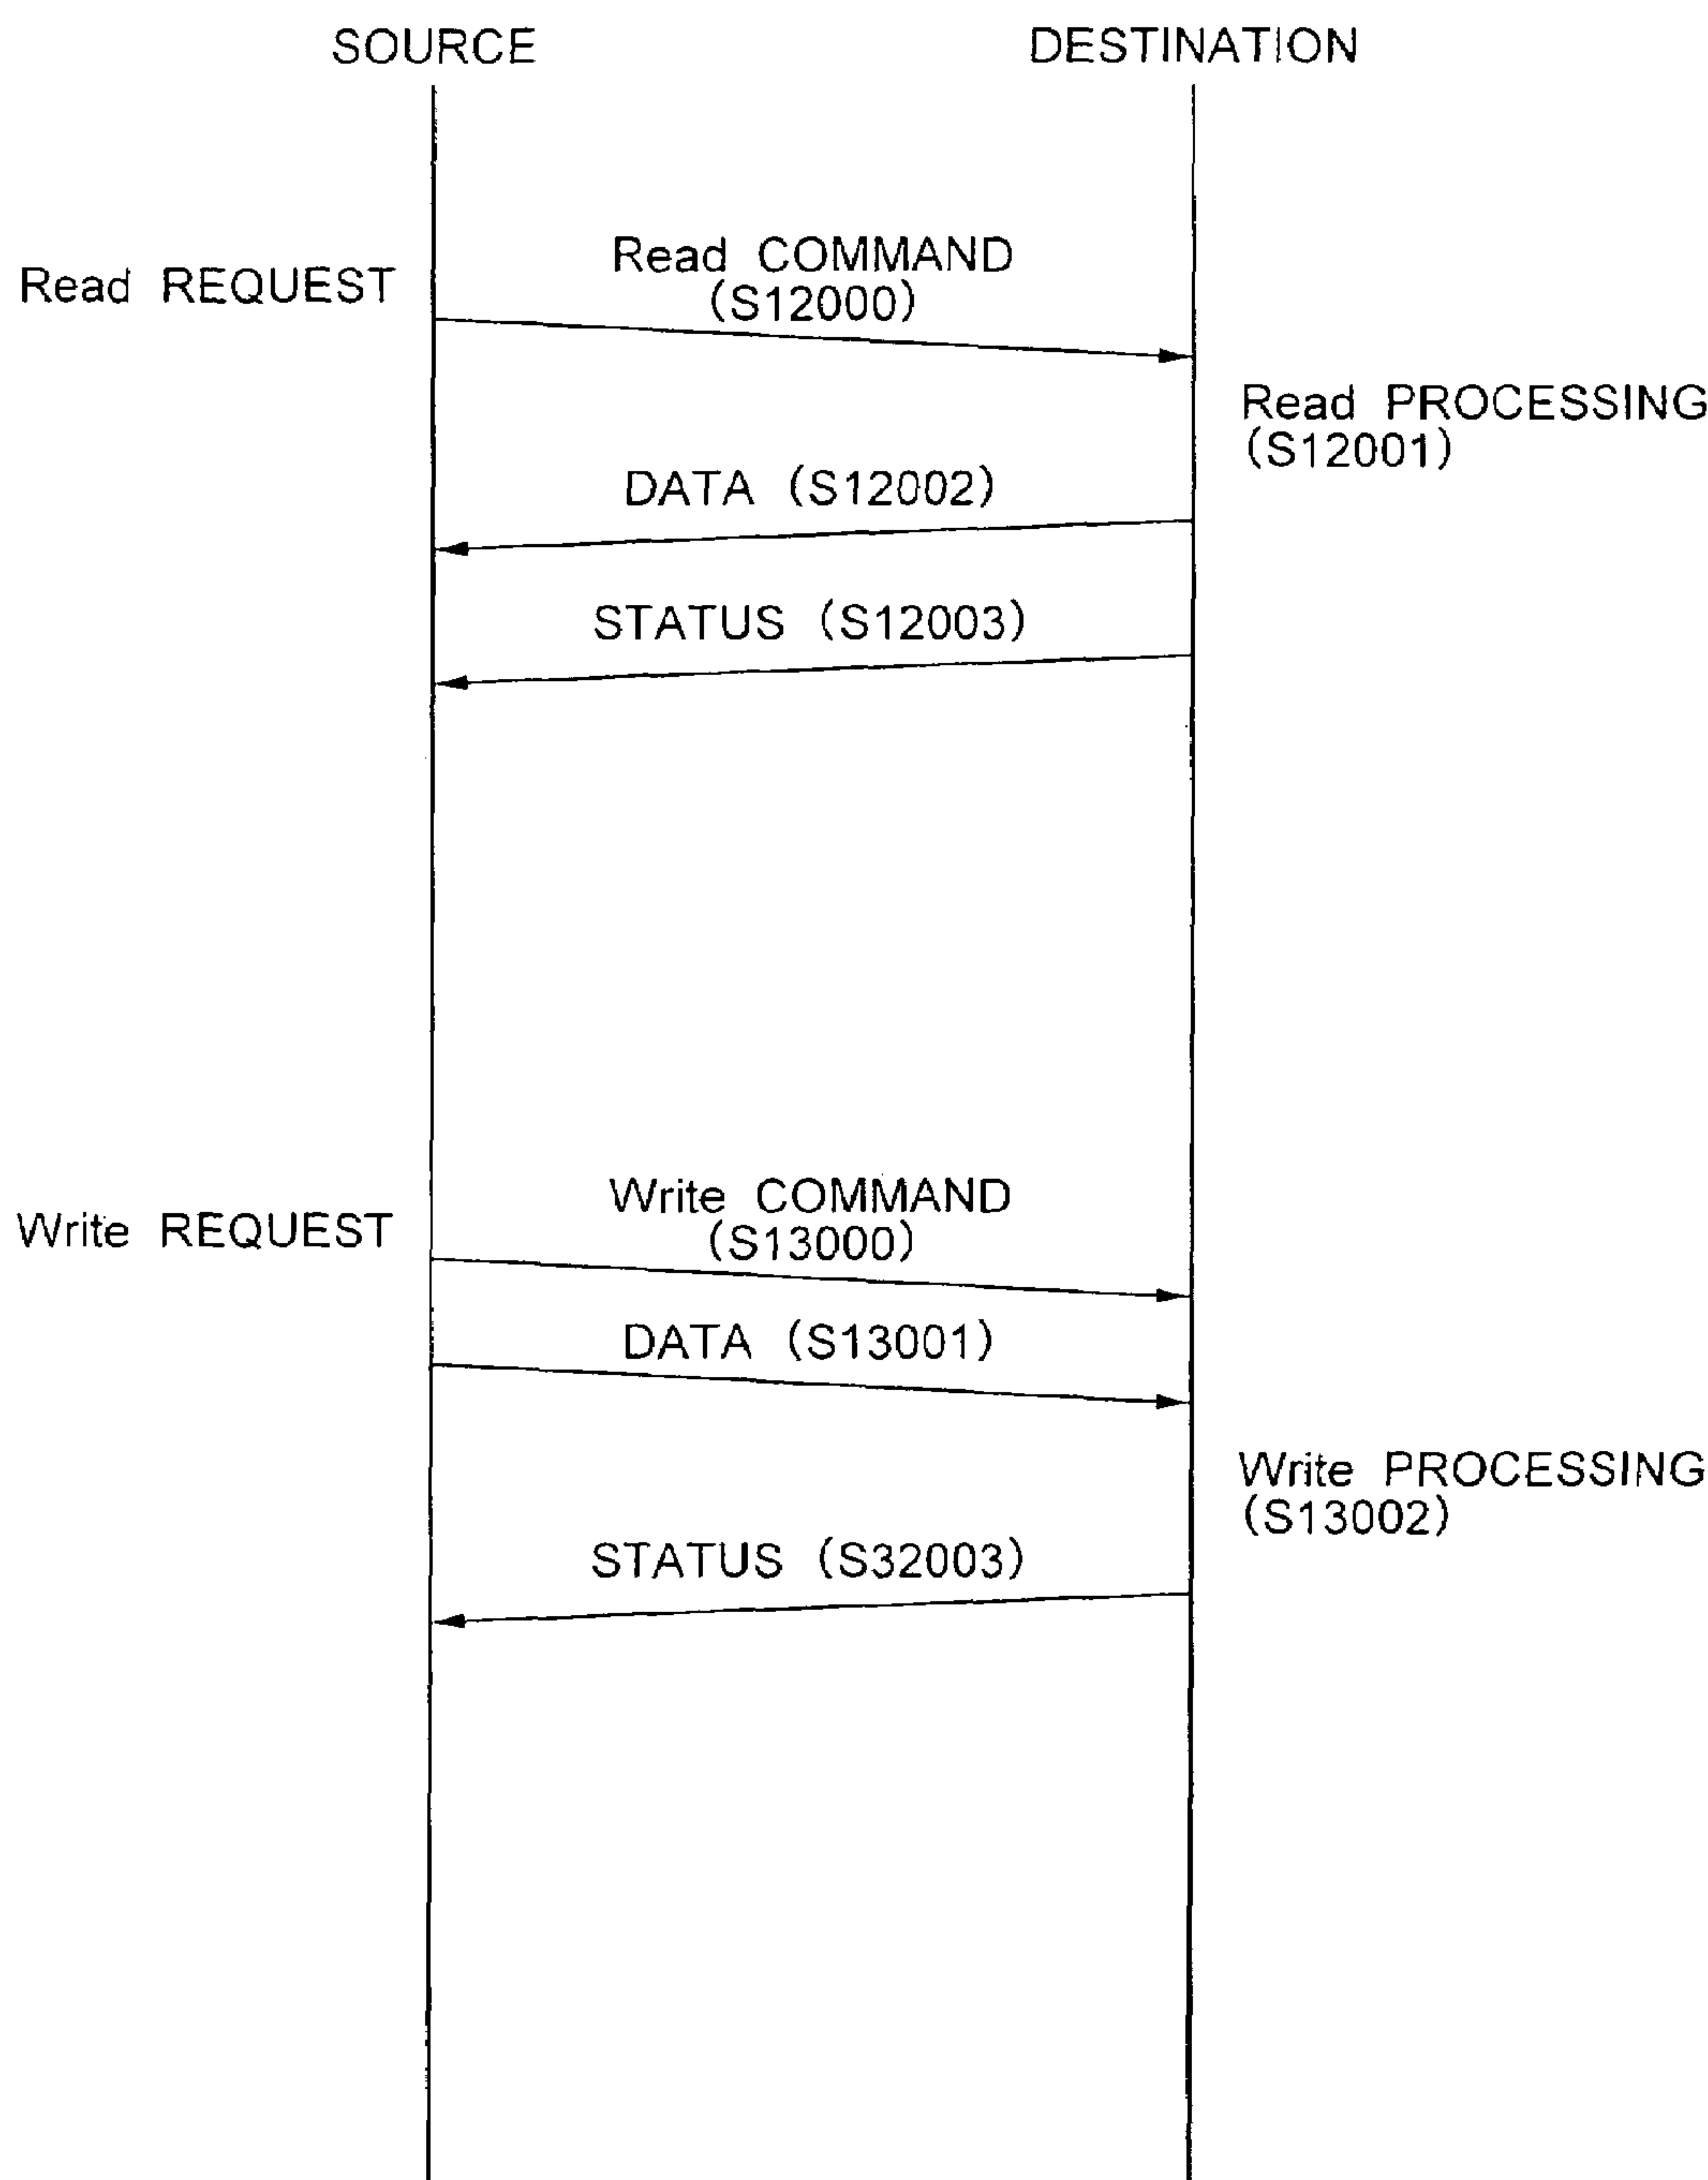 SOURCE
DESTINATION
Read REQUEST
Read COMMAND
(S12000)
Read PROCESSING
(S12001)
DATA (S12002)
STATUS (S12003)
Write REQUEST
Write COMMAND
(S13000)
DATA (S13001)
Write PROCESSING
(S13002)
STATUS (S32003)